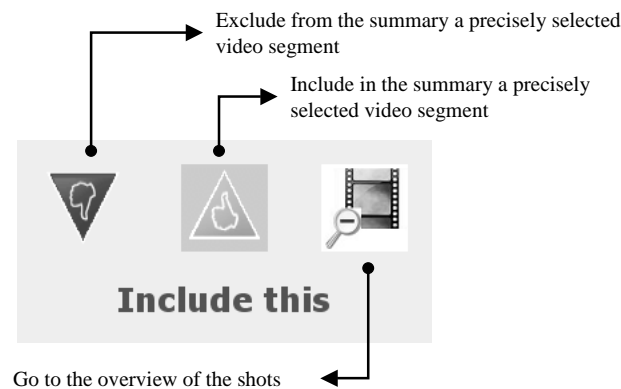 Exclude from the summary a precisely selected
video segment
Include in the summary a precisely
selected video segment
Include this
Go to the overview of the shots